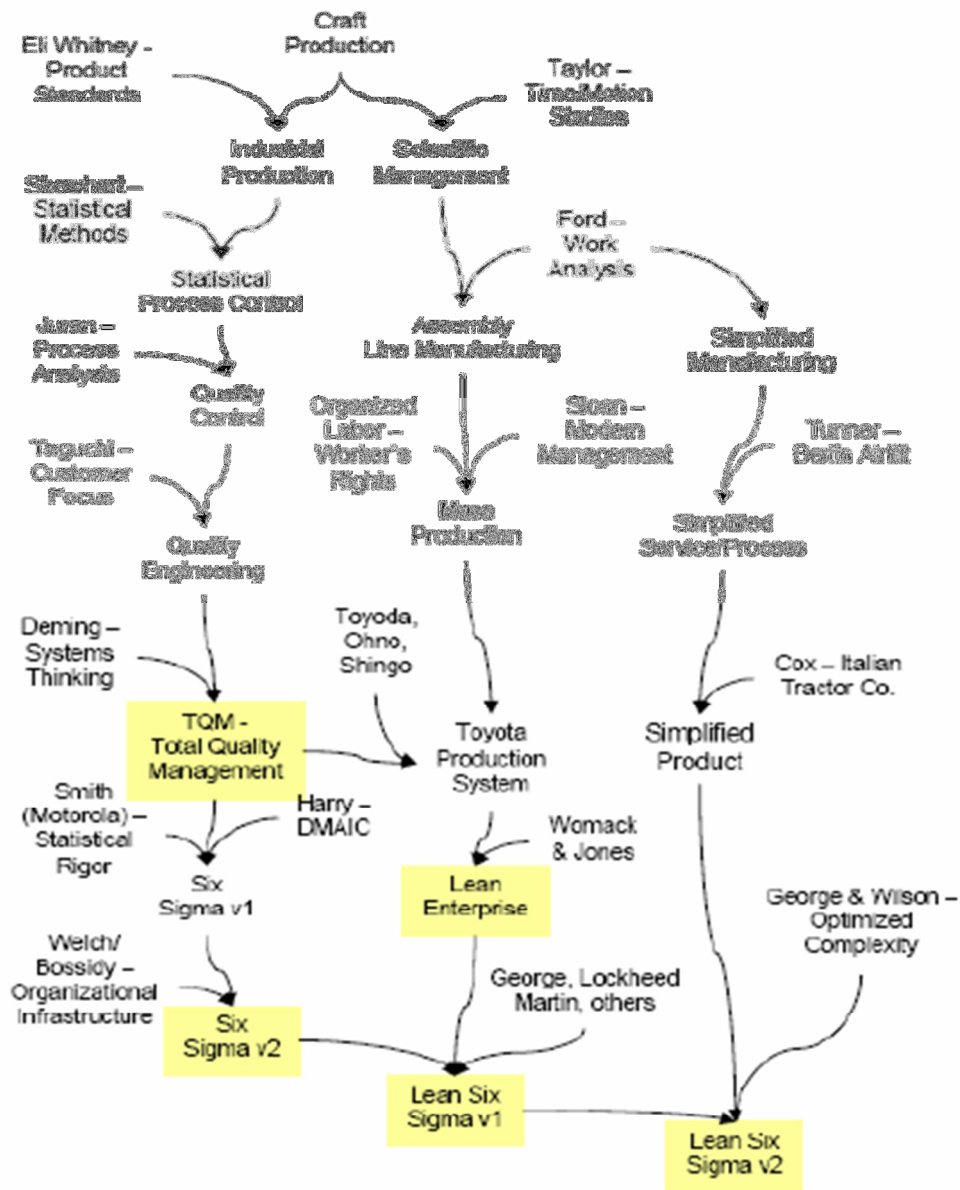 Craft
Production
Eli Whitney -
Product
Standards
Taylor –
Time/Motion
Studies
Industrial
Production
Scientific
Management
Shewhart –
Statistical
Methods
Ford –
Work
Analysis
Statistical
Process Control
Assembly
Line Manufacturing
Simplified
Manufacturing
Juran –
Process
Analysis
Quality
Control
Organized
Labor –
Worker's
Rights
Sloan –
Modern
Management
Tunner –
Berlin Airlift
Taguchi –
Customer
Focus
Mass
Production
Simplified
Service/Process
Quality
Engineering
Deming –
Systems
Thinking
Toyoda,
Ohno,
Shingo
Cox – Italian
Tractor Co.
TQM -
Total Quality
Management
Toyota
Production
System
Simplified
Product
Smith
(Motorola) –
Statistical
Rigor
Harry –
DMAIC
Womack
& Jones
Six
Sigma v1
Lean
Enterprise
George & Wilson –
Optimized
Complexity
Welch/
Bossidy –
Organizational
Infrastructure
George, Lockheed
Martin, others
Six
Sigma v2
Lean Six
Sigma v1
Lean Six
Sigma v2